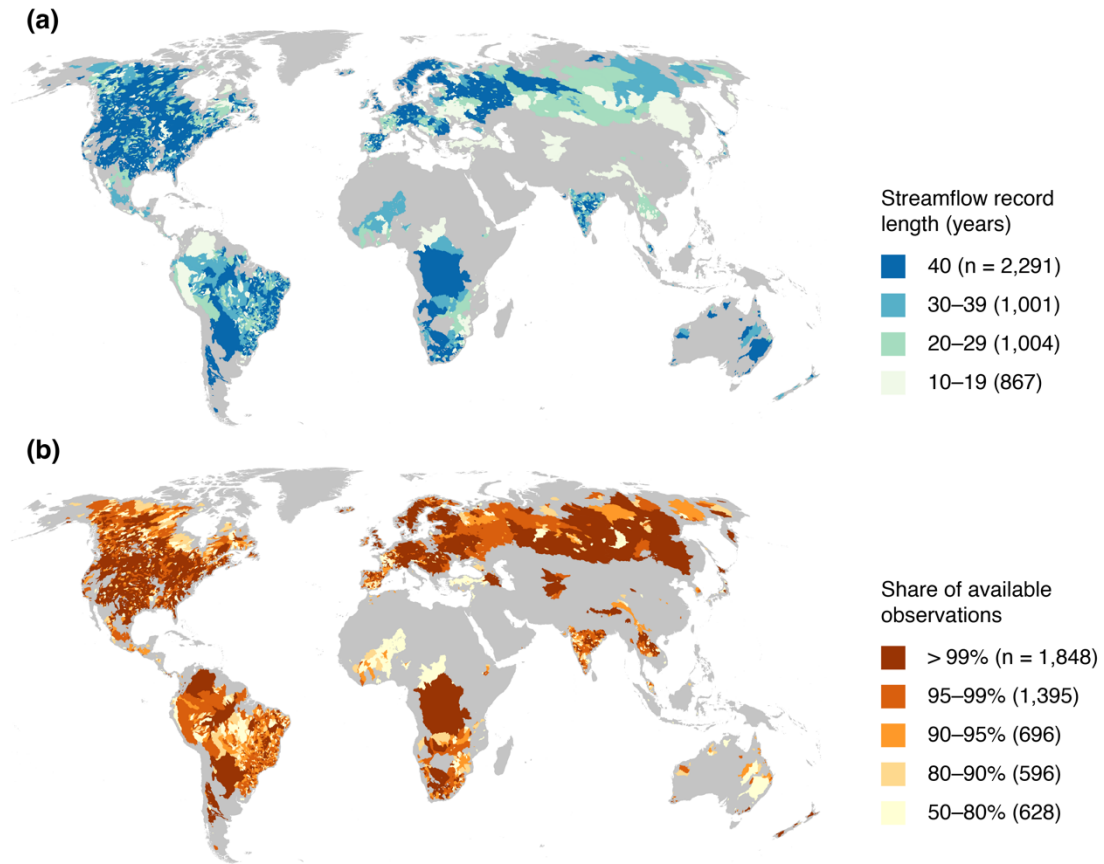 (a)
Streamflow record
length (years)
40 (n = 2,291)
30–39 (1,001)
20–29 (1,004)
10–19 (867)
(b)
Share of available
observations
> 99% (n = 1,848)
95–99% (1,395)
90–95% (696)
80–90% (596)
50–80% (628)